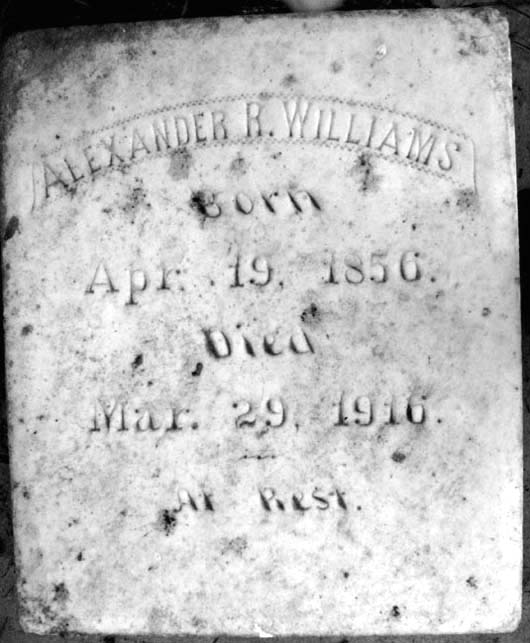 ALEXANDER R. WILLIAMS
Born
Apr. 19, 1856.
Died
Mar. 29, 1916.
At Rest.